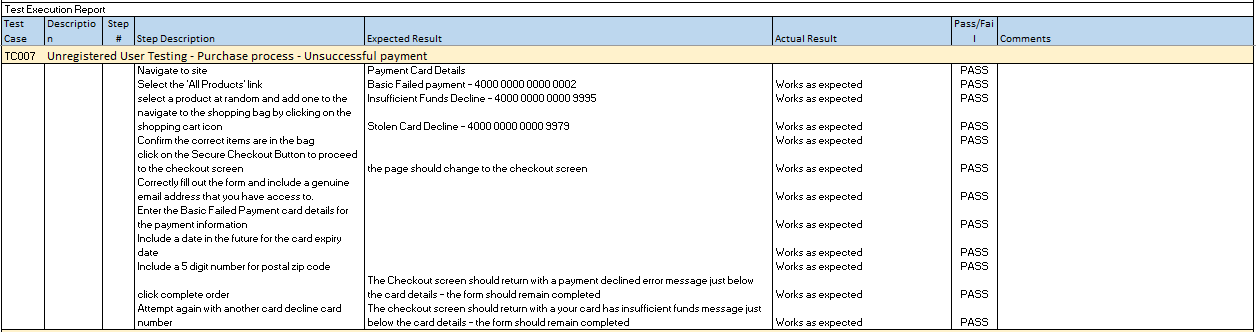 Test Execution Report
Test Case Descriptio n Step # Step Description Expected Result Actual Result Pass/Fai l Comments
TC007 Unregistered User Testing - Purchase process - Unsuccessful payment
Navigate to site Payment Card Details PASS
Select the 'All Products' link Basic Failed payment – 4000 0000 0000 0002 Works as expected PASS
select a product at random and add one to the Insufficient Funds Decline – 4000 0000 0000 9995 Works as expected PASS
navigate to the shopping bag by clicking on the
shopping cart icon Stolen Card Decline – 4000 0000 0000 9979 Works as expected PASS
Confirm the correct items are in the bag Works as expected PASS
click on the Secure Checkout Button to proceed
to the checkout screen the page should change to the checkout screen Works as expected PASS
Correctly fill out the form and include a genuine
email address that you have access to. Works as expected PASS
Enter the Basic Failed Payment card details for
the payment information Works as expected PASS
Include a date in the future for the card expiry
date Works as expected PASS
Include a 5 digit number for postal zip code Works as expected PASS
The Checkout screen should return with a payment declined error message just below
click complete order the card details – the form should remain completed Works as expected PASS
Attempt again with another card decline card The checkout screen should return with a your card has insufficient funds message just
number below the card details – the form should remain completed Works as expected PASS